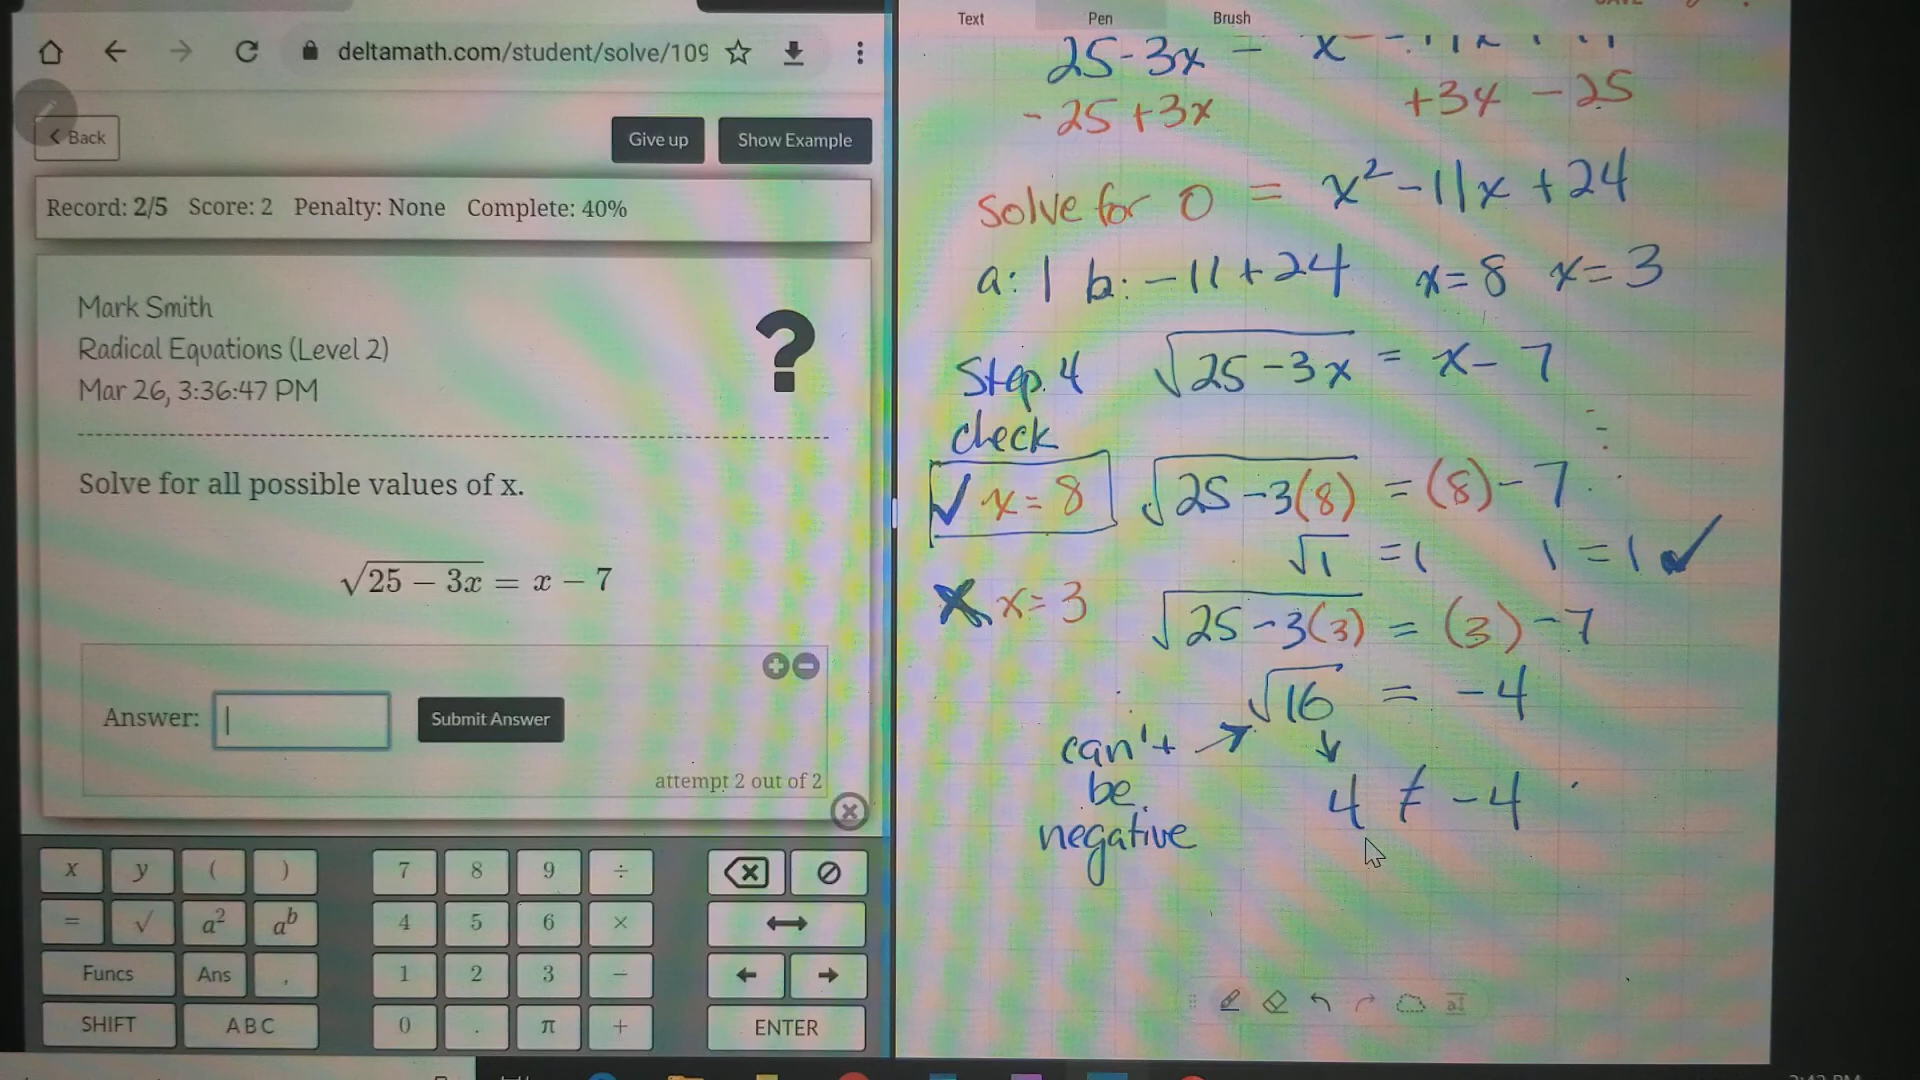 deltamath.com/student/solve/109
< Back
Give up
Show Example
Record: 2/5 Score: 2 Penalty: None Complete: 40%
Mark Smith
Radical Equations (Level 2)
Mar 26, 3:36:47 PM
?
Solve for all possible values of x.
√25 − 3x = x − 7
Answer:
Submit Answer
attempt 2 out of 2
x y ( ) 7 8 9 ÷
= √ a² aᵇ 4 5 6 ×
Funcs Ans , 1 2 3 −
SHIFT ABC 0 . π + ENTER
Text Pen Brush
25-3x = x
-25+3x +3x -25
Solve for 0 = x²-11x+24
a: 1 b: -11+24 x=8 x=3
Step. 4 √25-3x = x-7
check
✓ x=8 √25-3(8) = (8)-7
√1 =1 1=1 ✓
X x=3 √25-3(3) = (3)-7
√16 = -4
can't
be
negative
4 ≠ -4